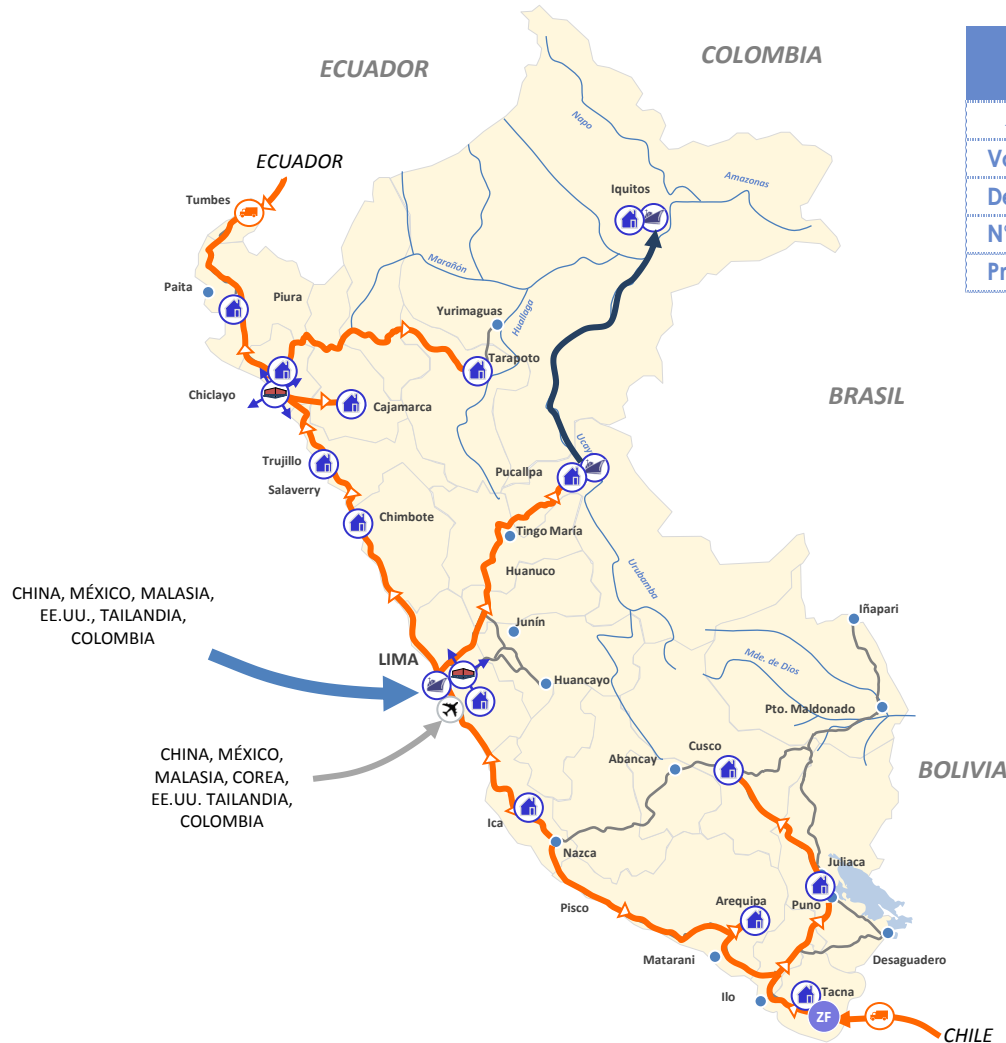 COLOMBIA
ECUADOR
ECUADOR
Napo
Amazonas
Iquitos
Tumbes
Marañón
Paita
Piura
Yurimaguas
Huallaga
Tarapoto
Chiclayo
Cajamarca
BRASIL
Trujillo
Salaverry
Pucallpa
Chimbote
Tingo María
Huanuco
Urubamba
CHINA, MÉXICO, MALASIA,
EE.UU., TAILANDIA,
COLOMBIA
Junín
Iñapari
LIMA
Huancayo
Mde. de Dios
Pto. Maldonado
CHINA, MÉXICO,
MALASIA, COREA,
EE.UU. TAILANDIA,
COLOMBIA
Abancay
Cusco
BOLIVIA
Ica
Nazca
Juliaca
Pisco
Arequipa
Puno
Matarani
Desaguadero
Ilo
Tacna
ZF
CHILE
N°